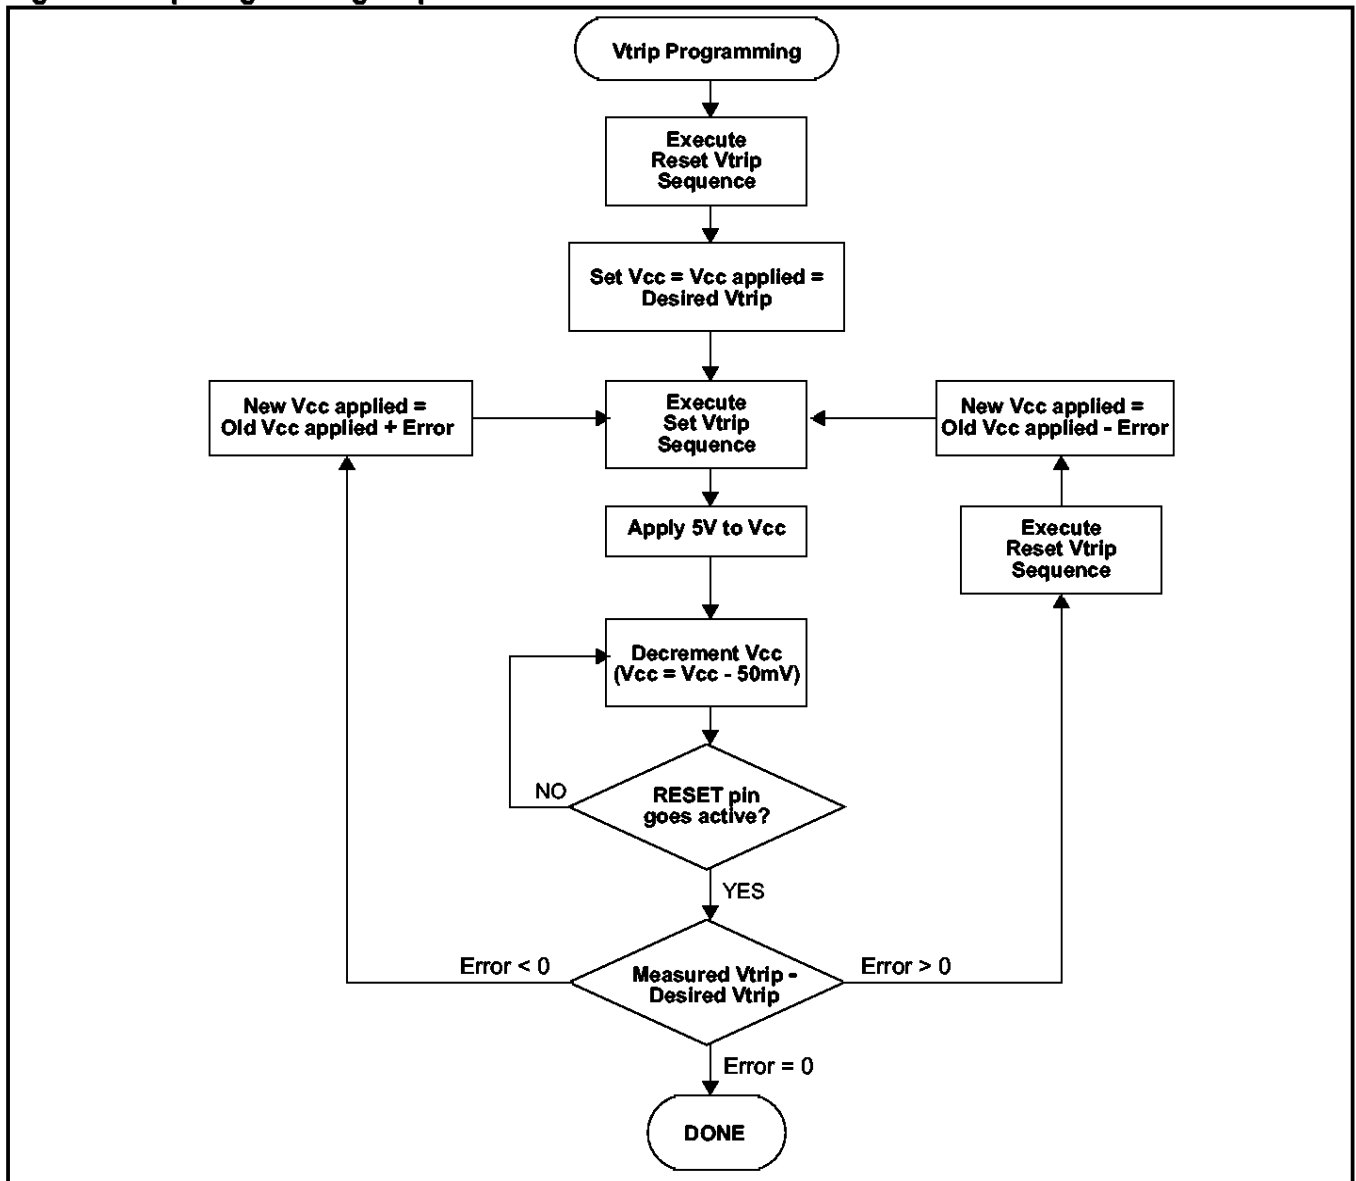 Vtrip Programming
Execute
Reset Vtrip
Sequence
Set Vcc = Vcc applied =
Desired Vtrip
New Vcc applied =
Old Vcc applied + Error
Execute
Set Vtrip
Sequence
New Vcc applied =
Old Vcc applied - Error
Apply 5V to Vcc
Execute
Reset Vtrip
Sequence
Decrement Vcc
(Vcc = Vcc - 50mV)
NO
RESET pin
goes active?
YES
Error < 0
Measured Vtrip -
Desired Vtrip
Error > 0
Error = 0
DONE